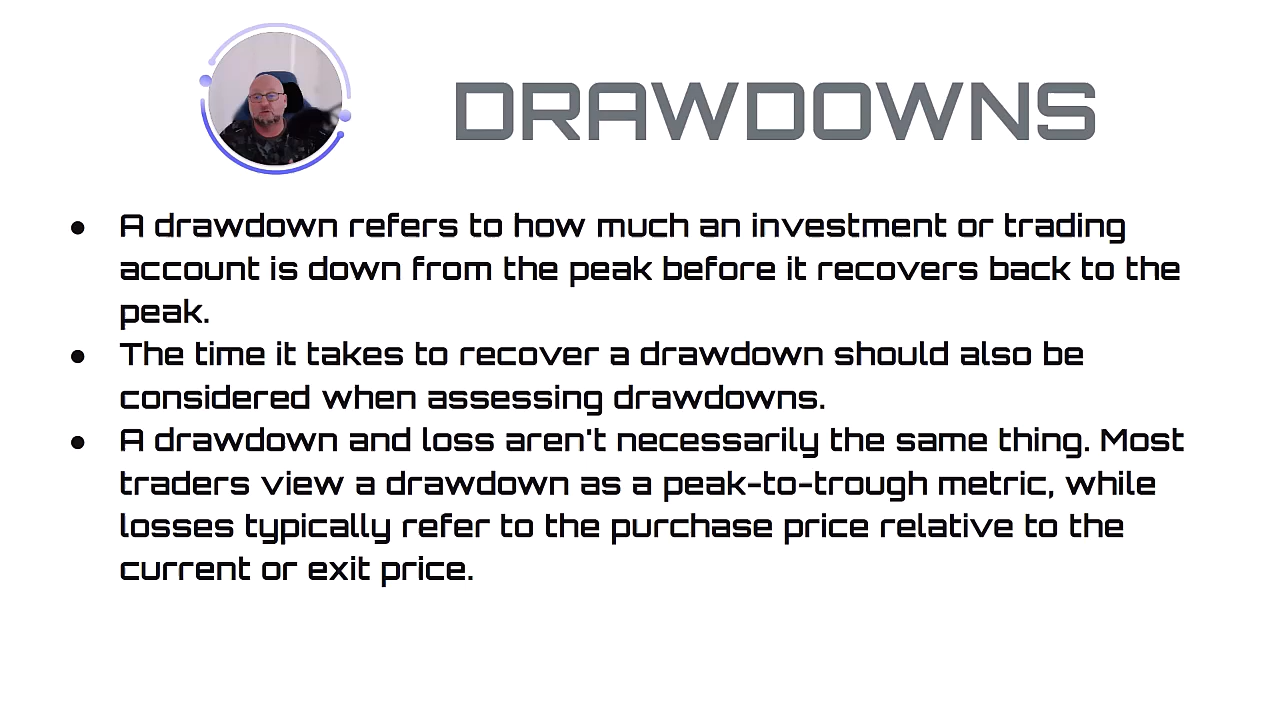 DRAWDOWNS
● A drawdown refers to how much an investment or trading
account is down from the peak before it recovers back to the
peak.
● The time it takes to recover a drawdown should also be
considered when assessing drawdowns.
● A drawdown and loss aren't necessarily the same thing. Most
traders view a drawdown as a peak-to-trough metric, while
losses typically refer to the purchase price relative to the
current or exit price.